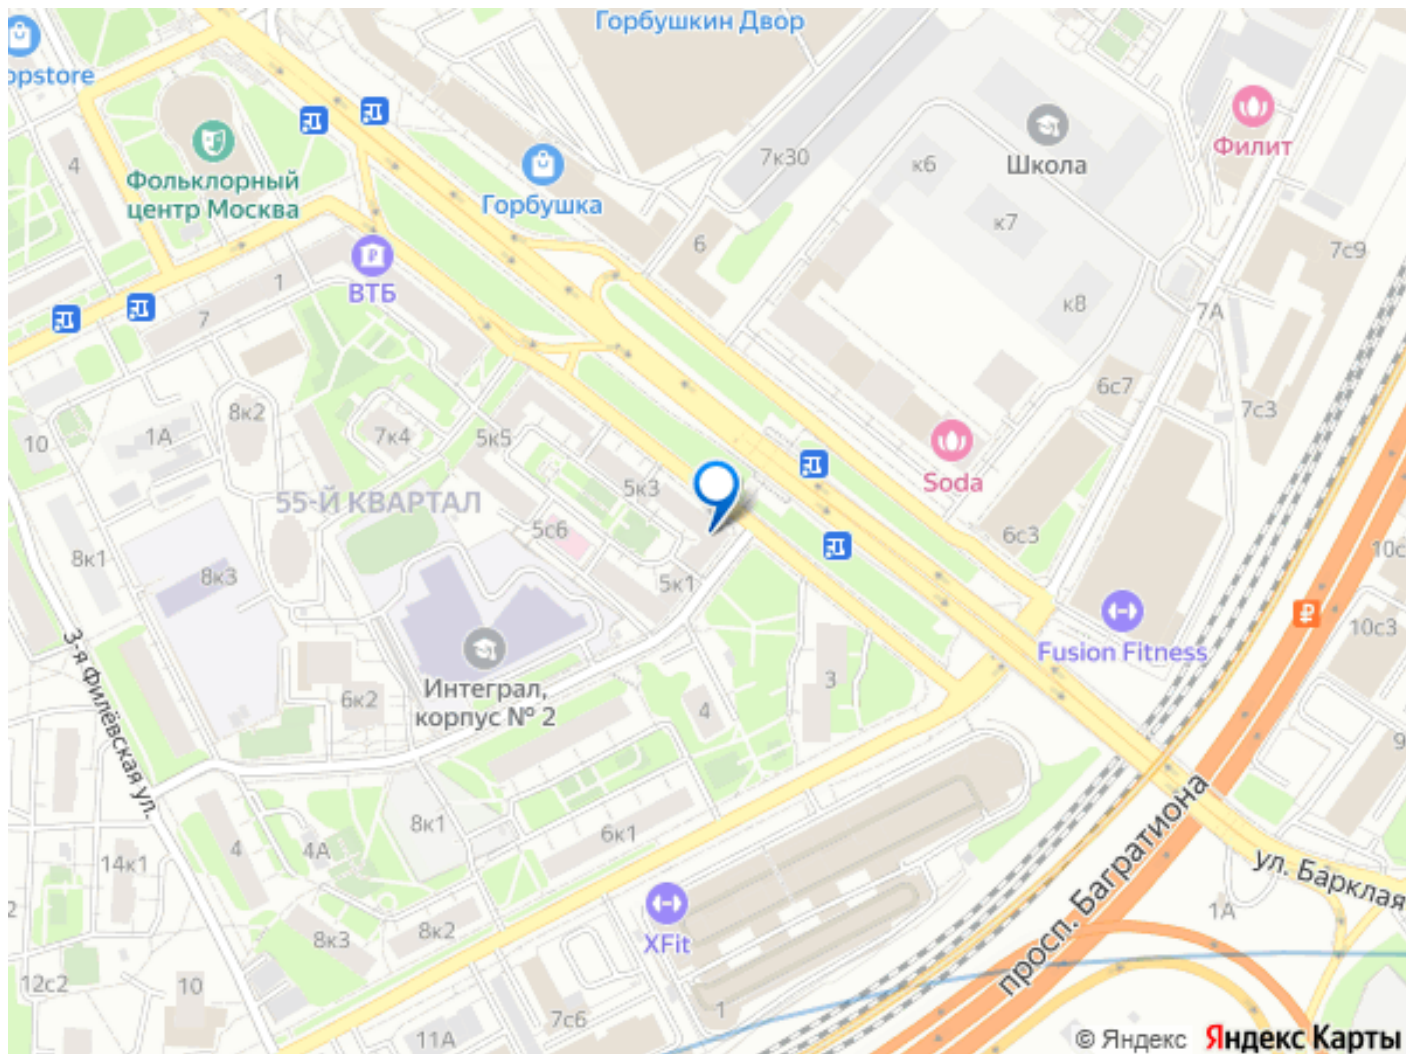 Горбушкин Двор
opstore
4
Фольклорный
центр Москва
Горбушка
7к30
к6
Школа
Филит
к7
6
7с9
ВТБ
1
7
к8
7А
6с7
7с3
8к2
1А
10
7к4
5к5
55-Й КВАРТАЛ
5к3
Soda
5с6
6с3
10с
8к1
8к3
5к1
Fusion Fitness
10с3
3-я Филёвская ул.
Интеграл,
корпус № 2
6к2
3
4
9
просп. Багратиона
ул. Барклая
8к1
6к1
4
4А
14к1
2
8к3
8к2
XFit
1А
12с2
10
7с6
1
11А
© Яндекс Яндекс Карты